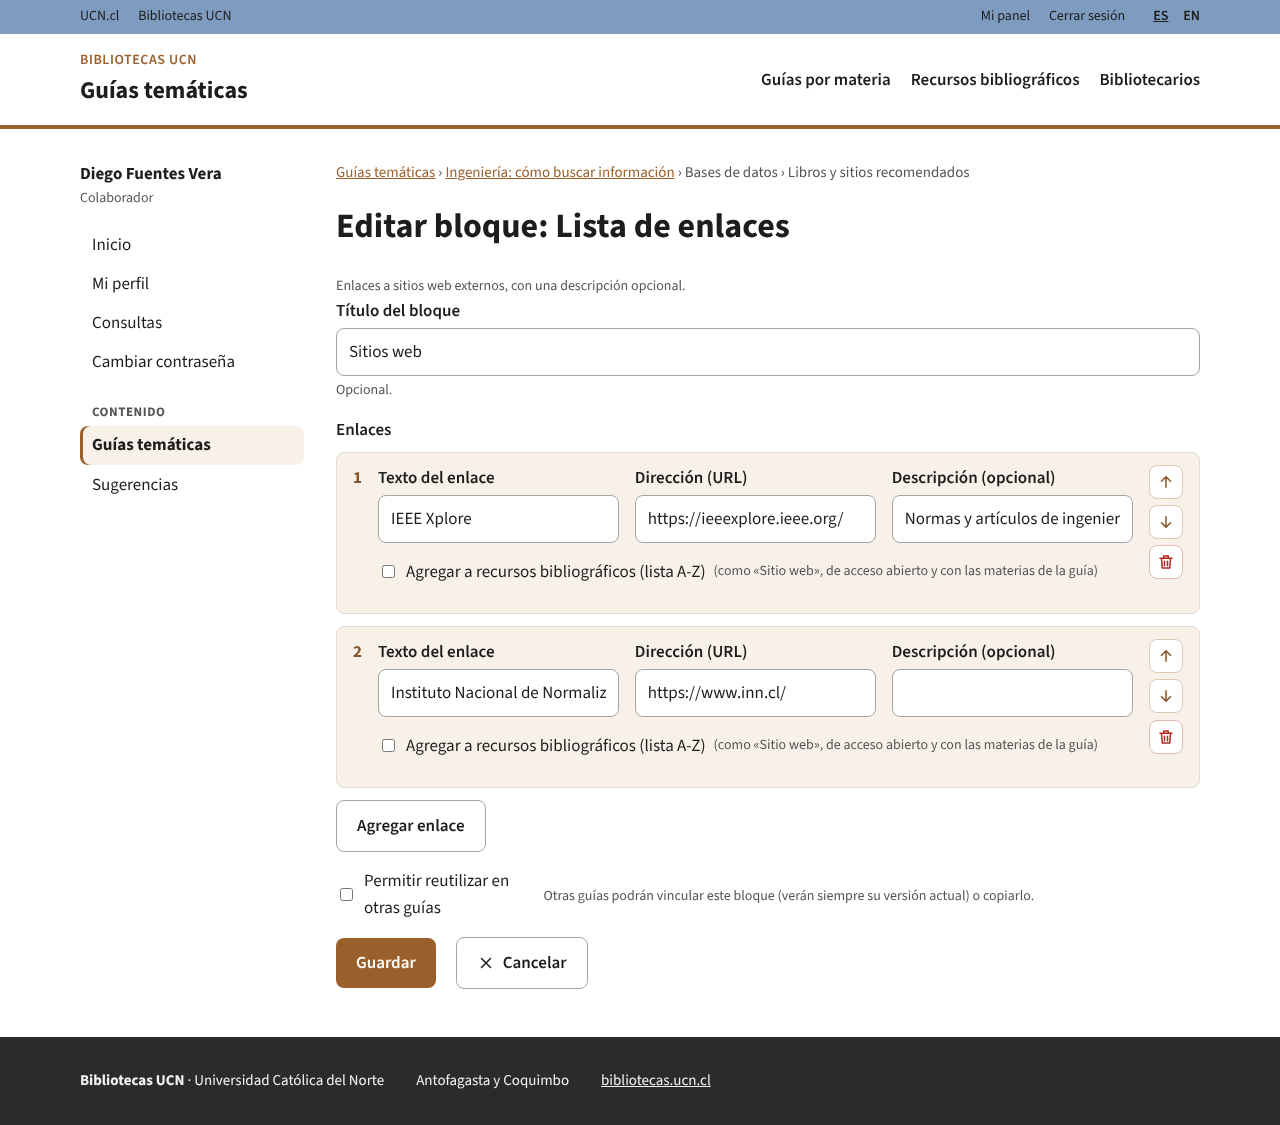 UCN.cl Bibliotecas UCN Mi panel Cerrar sesión ES EN
BIBLIOTECAS UCN
Guías temáticas
Guías por materia Recursos bibliográficos Bibliotecarios
Diego Fuentes Vera
Colaborador
Inicio
Mi perfil
Consultas
Cambiar contraseña
CONTENIDO
Guías temáticas
Sugerencias
Guías temáticas › Ingeniería: cómo buscar información › Bases de datos › Libros y sitios recomendados
Editar bloque: Lista de enlaces
Enlaces a sitios web externos, con una descripción opcional.
Título del bloque
Sitios web
Opcional.
Enlaces
1 Texto del enlace Dirección (URL) Descripción (opcional)
IEEE Xplore https://ieeexplore.ieee.org/ Normas y artículos de ingenier
Agregar a recursos bibliográficos (lista A-Z) (como «Sitio web», de acceso abierto y con las materias de la guía)
2 Texto del enlace Dirección (URL) Descripción (opcional)
Instituto Nacional de Normaliz https://www.inn.cl/
Agregar a recursos bibliográficos (lista A-Z) (como «Sitio web», de acceso abierto y con las materias de la guía)
Agregar enlace
Permitir reutilizar en
otras guías
Otras guías podrán vincular este bloque (verán siempre su versión actual) o copiarlo.
Guardar Cancelar
Bibliotecas UCN · Universidad Católica del Norte Antofagasta y Coquimbo bibliotecas.ucn.cl